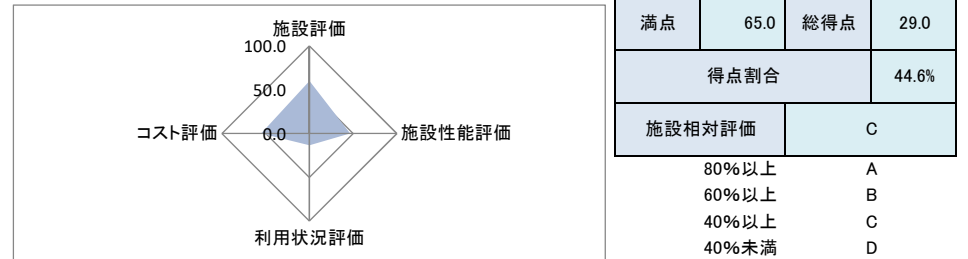 施設評価
100.0
50.0
コスト評価
0.0
施設性能評価
利用状況評価
満点 65.0 総得点 29.0
得点割合 44.6%
施設相対評価 C
80%以上 A
60%以上 B
40%以上 C
40%未満 D